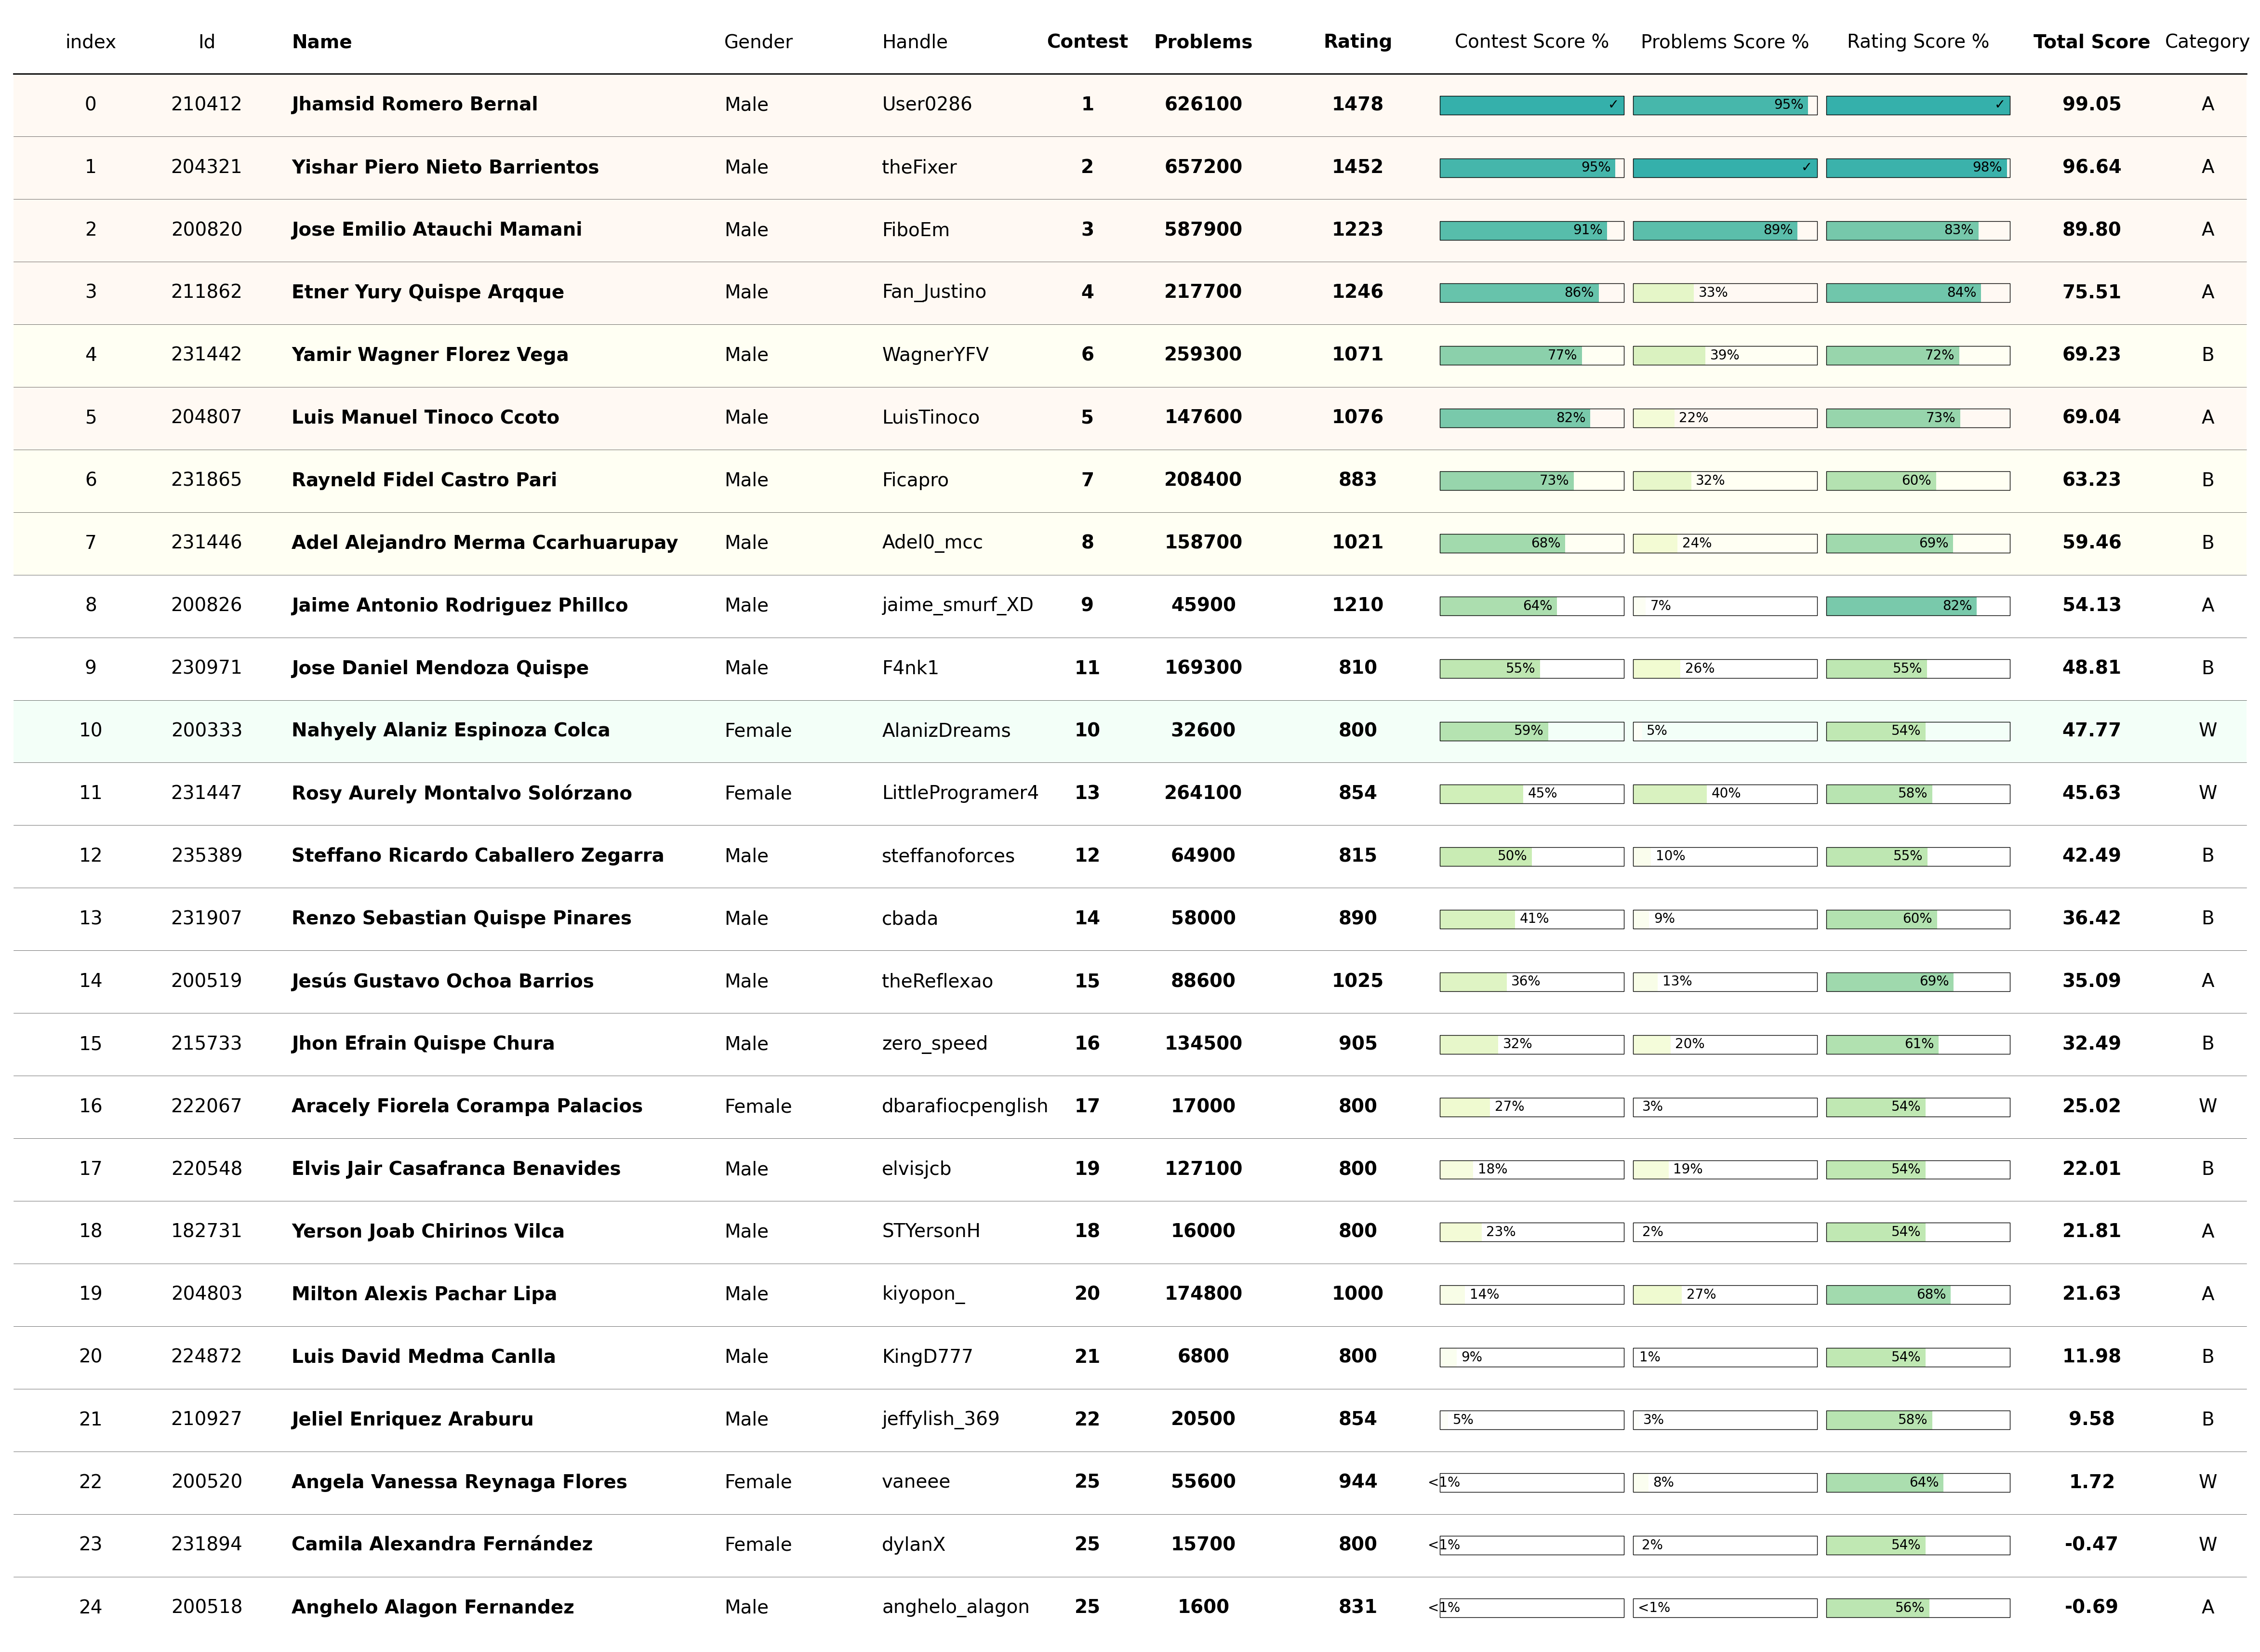 index Id Name Gender Handle Contest Problems Rating Contest Score % Problems Score % Rating Score % Total Score Category
0 210412 Jhamsid Romero Bernal Male User0286 1 626100 1478 ✓ 95% ✓ 99.05 A
1 204321 Yishar Piero Nieto Barrientos Male theFixer 2 657200 1452 95% ✓ 98% 96.64 A
2 200820 Jose Emilio Atauchi Mamani Male FiboEm 3 587900 1223 91% 89% 83% 89.80 A
3 211862 Etner Yury Quispe Arqque Male Fan_Justino 4 217700 1246 86% 33% 84% 75.51 A
4 231442 Yamir Wagner Florez Vega Male WagnerYFV 6 259300 1071 77% 39% 72% 69.23 B
5 204807 Luis Manuel Tinoco Ccoto Male LuisTinoco 5 147600 1076 82% 22% 73% 69.04 A
6 231865 Rayneld Fidel Castro Pari Male Ficapro 7 208400 883 73% 32% 60% 63.23 B
7 231446 Adel Alejandro Merma Ccarhuarupay Male Adel0_mcc 8 158700 1021 68% 24% 69% 59.46 B
8 200826 Jaime Antonio Rodriguez Phillco Male jaime_smurf_XD 9 45900 1210 64% 7% 82% 54.13 A
9 230971 Jose Daniel Mendoza Quispe Male F4nk1 11 169300 810 55% 26% 55% 48.81 B
10 200333 Nahyely Alaniz Espinoza Colca Female AlanizDreams 10 32600 800 59% 5% 54% 47.77 W
11 231447 Rosy Aurely Montalvo Solórzano Female LittleProgramer4 13 264100 854 45% 40% 58% 45.63 W
12 235389 Steffano Ricardo Caballero Zegarra Male steffanoforces 12 64900 815 50% 10% 55% 42.49 B
13 231907 Renzo Sebastian Quispe Pinares Male cbada 14 58000 890 41% 9% 60% 36.42 B
14 200519 Jesús Gustavo Ochoa Barrios Male theReflexao 15 88600 1025 36% 13% 69% 35.09 A
15 215733 Jhon Efrain Quispe Chura Male zero_speed 16 134500 905 32% 20% 61% 32.49 B
16 222067 Aracely Fiorela Corampa Palacios Female dbarafiocpenglish 17 17000 800 27% 3% 54% 25.02 W
17 220548 Elvis Jair Casafranca Benavides Male elvisjcb 19 127100 800 18% 19% 54% 22.01 B
18 182731 Yerson Joab Chirinos Vilca Male STYersonH 18 16000 800 23% 2% 54% 21.81 A
19 204803 Milton Alexis Pachar Lipa Male kiyopon_ 20 174800 1000 14% 27% 68% 21.63 A
20 224872 Luis David Medma Canlla Male KingD777 21 6800 800 9% 1% 54% 11.98 B
21 210927 Jeliel Enriquez Araburu Male jeffylish_369 22 20500 854 5% 3% 58% 9.58 B
22 200520 Angela Vanessa Reynaga Flores Female vaneee 25 55600 944 <1% 8% 64% 1.72 W
23 231894 Camila Alexandra Fernández Female dylanX 25 15700 800 <1% 2% 54% -0.47 W
24 200518 Anghelo Alagon Fernandez Male anghelo_alagon 25 1600 831 <1% <1% 56% -0.69 A